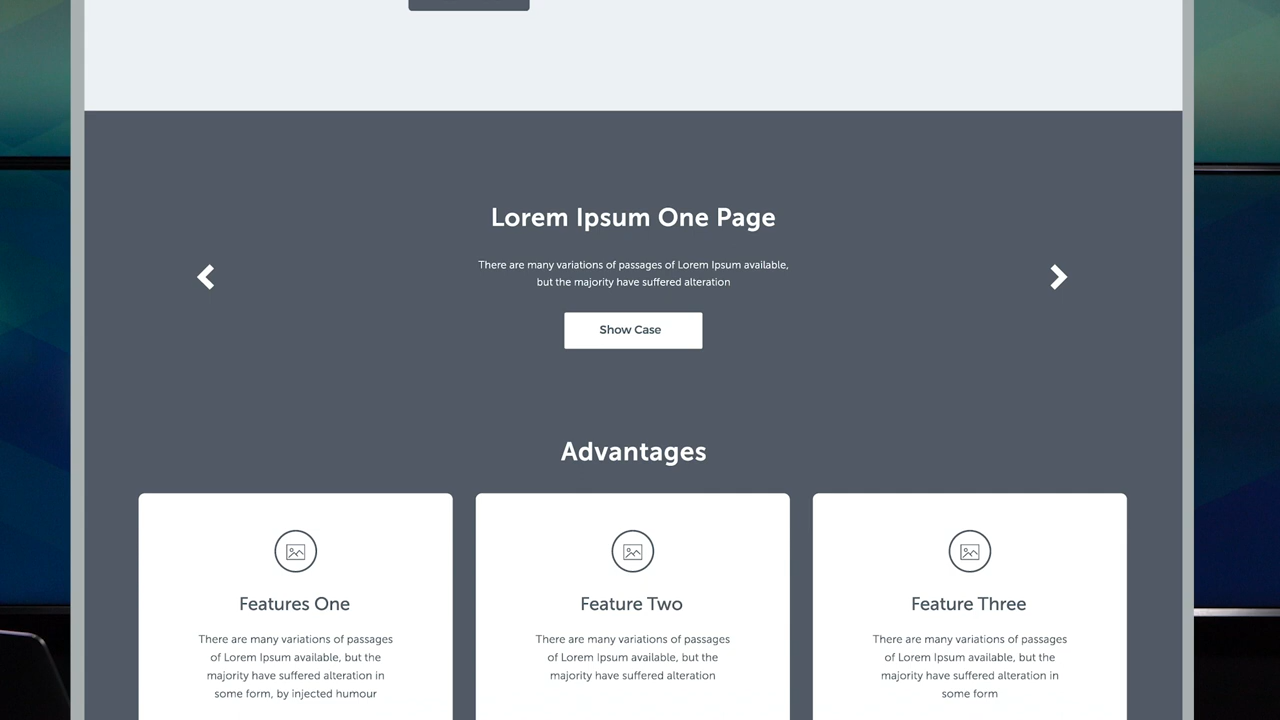 Lorem Ipsum One Page
There are many variations of passages of Lorem Ipsum available,
but the majority have suffered alteration
Show Case
Advantages
Features One
There are many variations of passages
of Lorem Ipsum available, but the
majority have suffered alteration in
some form, by injected humour
Feature Two
There are many variations of passages
of Lorem Ipsum available, but the
majority have suffered alteration
Feature Three
There are many variations of passages
of Lorem Ipsum available, but the
majority have suffered alteration in
some form